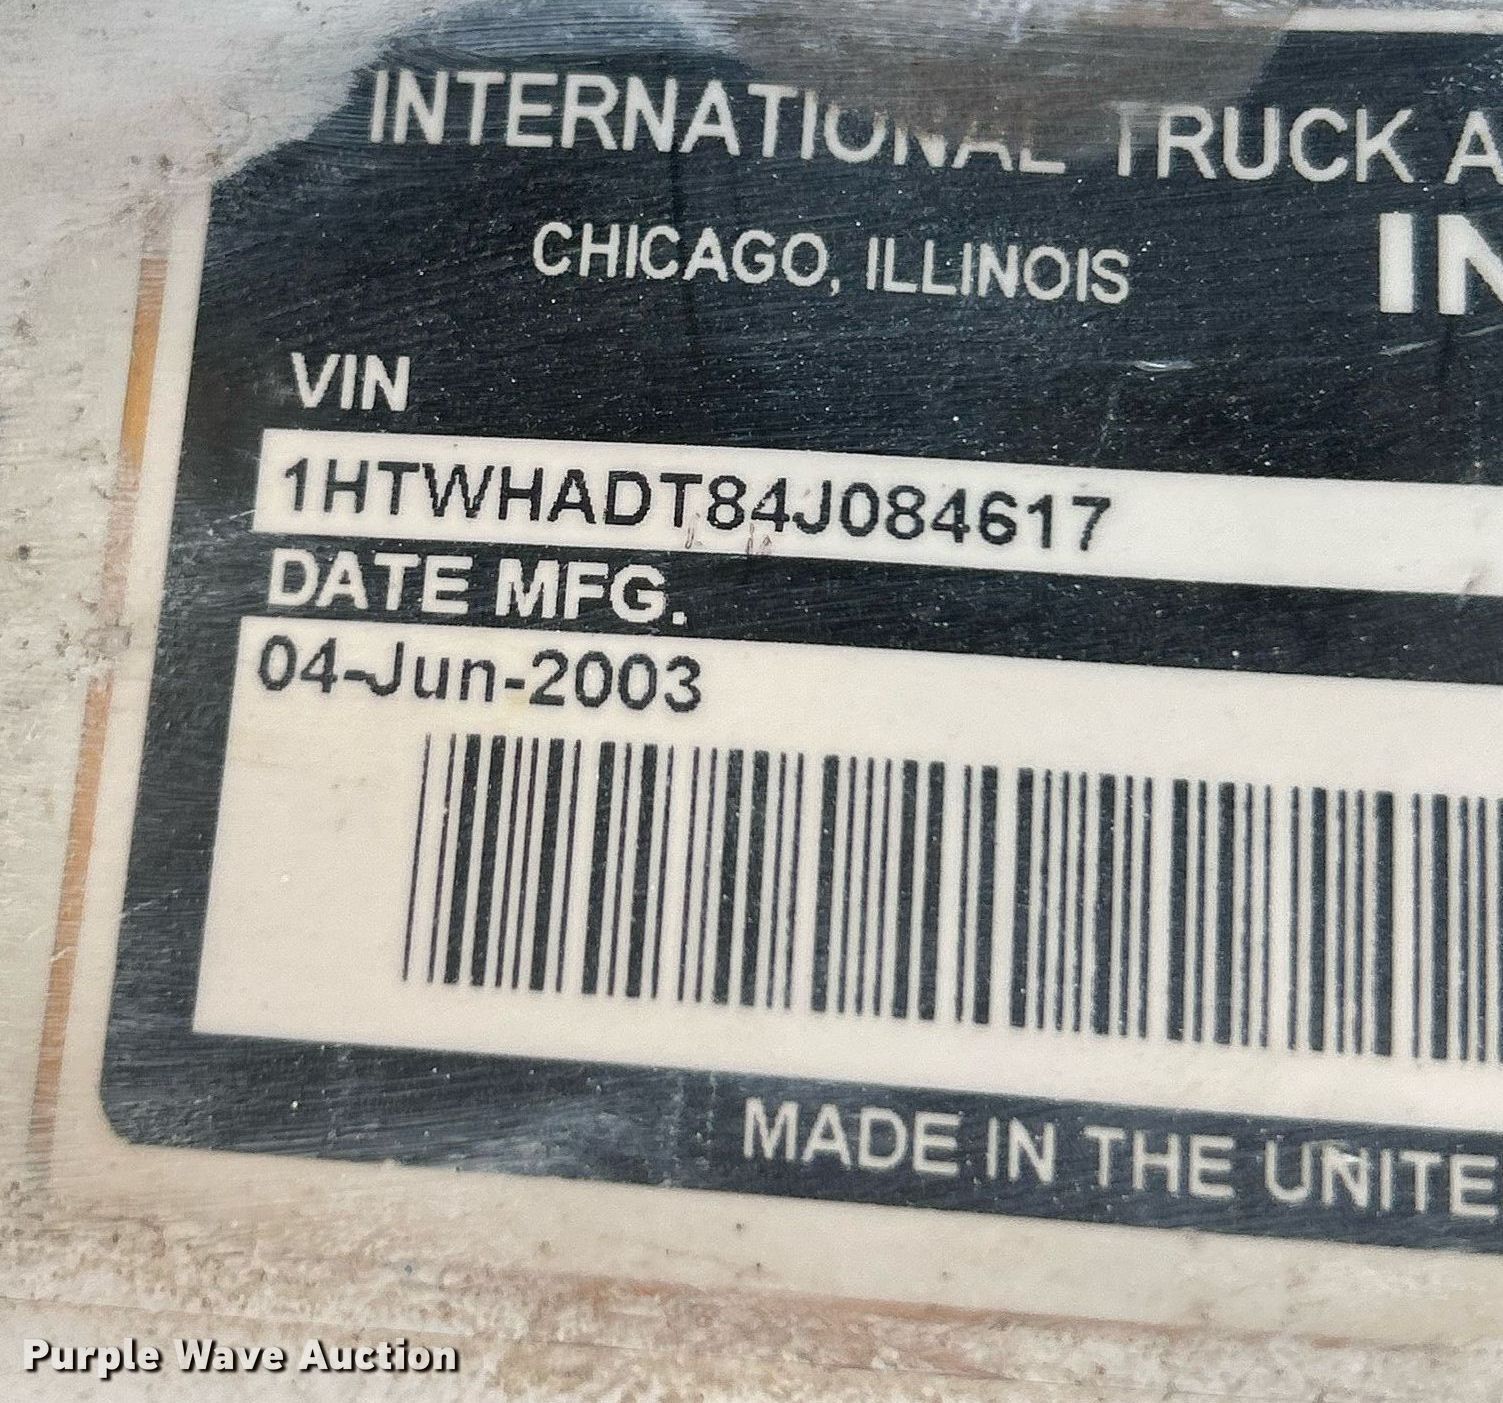 INTERNATIONAL TRUCK A
CHICAGO, ILLINOIS
IN
VIN
1HTWHADT84J084617
DATE MFG.
04-Jun-2003
MADE IN THE UNITE
Purple Wave Auction